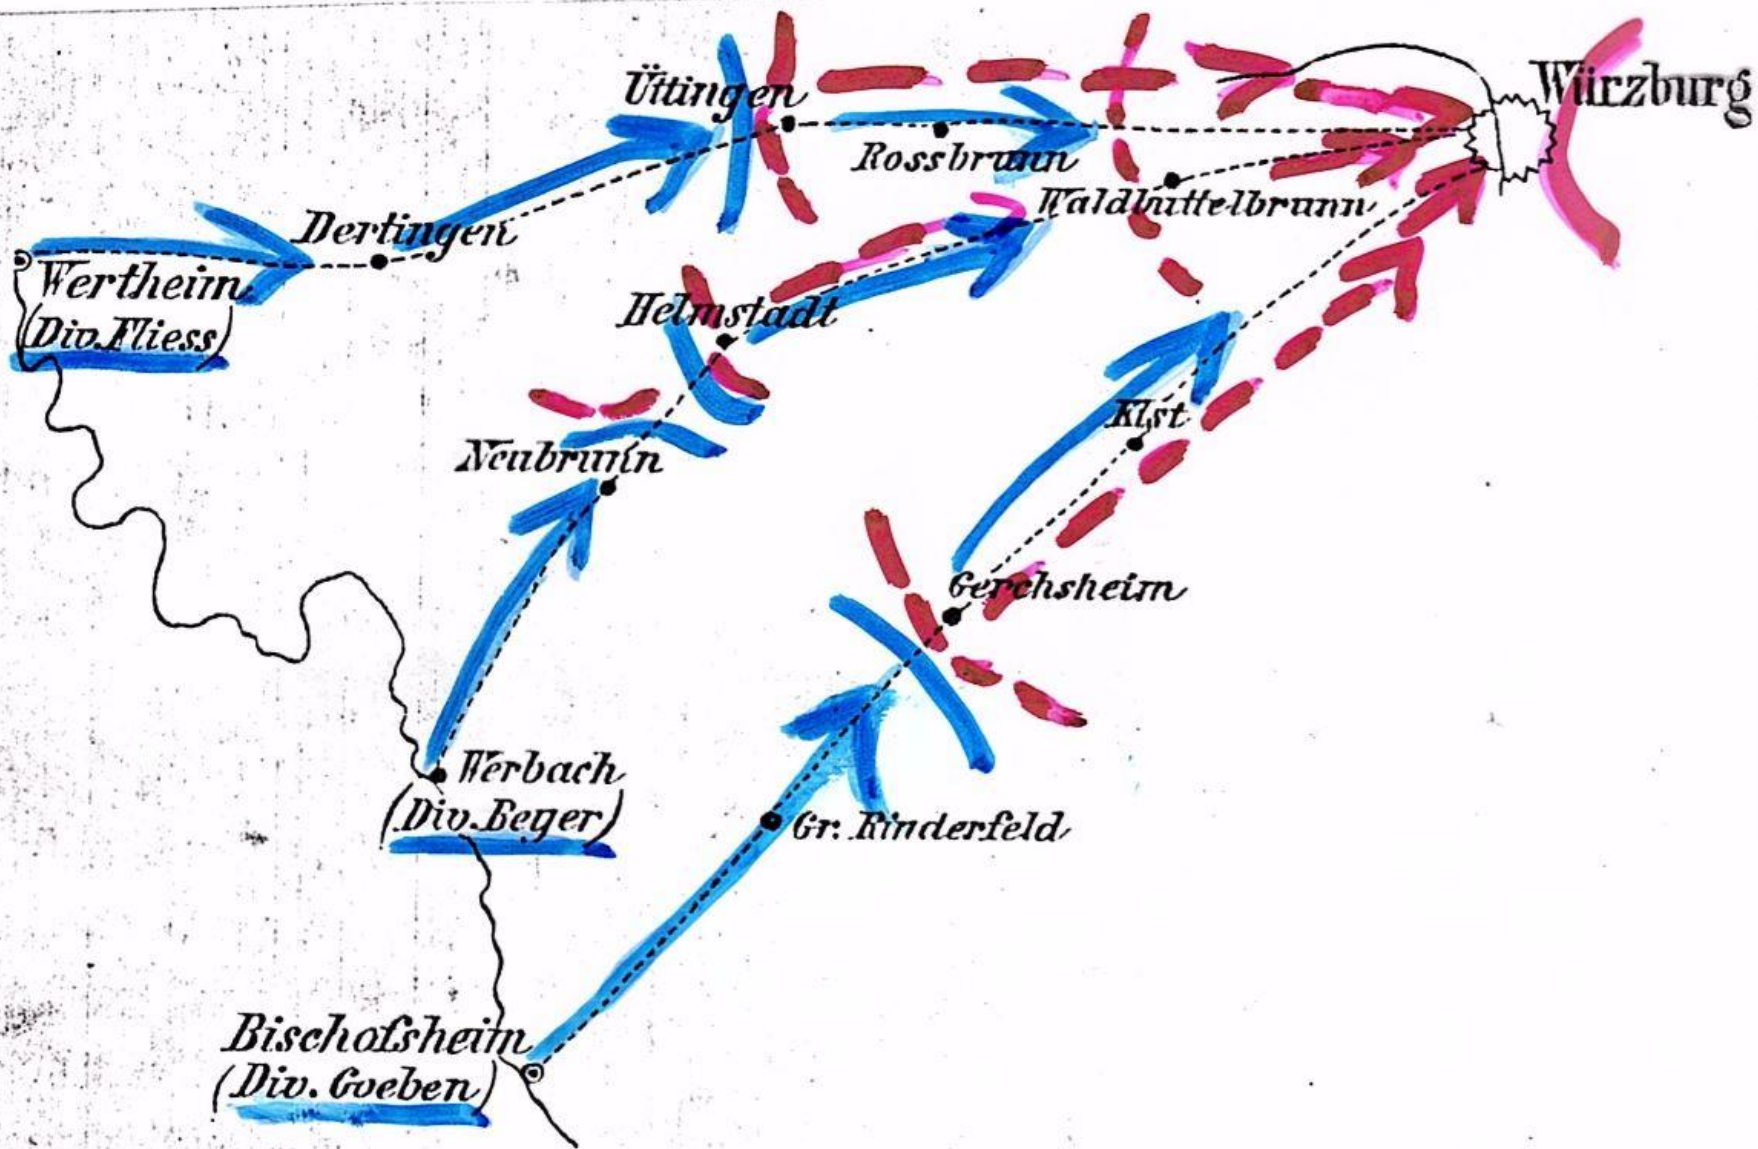 Würzburg
Üttingen
Rossbrunn
Waldbüttelbrunn
Dertingen
Wertheim
(Div. Fliess)
Helmstadt
Kist
Neubrunn
Gerchsheim
Werbach
(Div. Beyer)
Gr: Rinderfeld
Bischofsheim
(Div. Goeben)